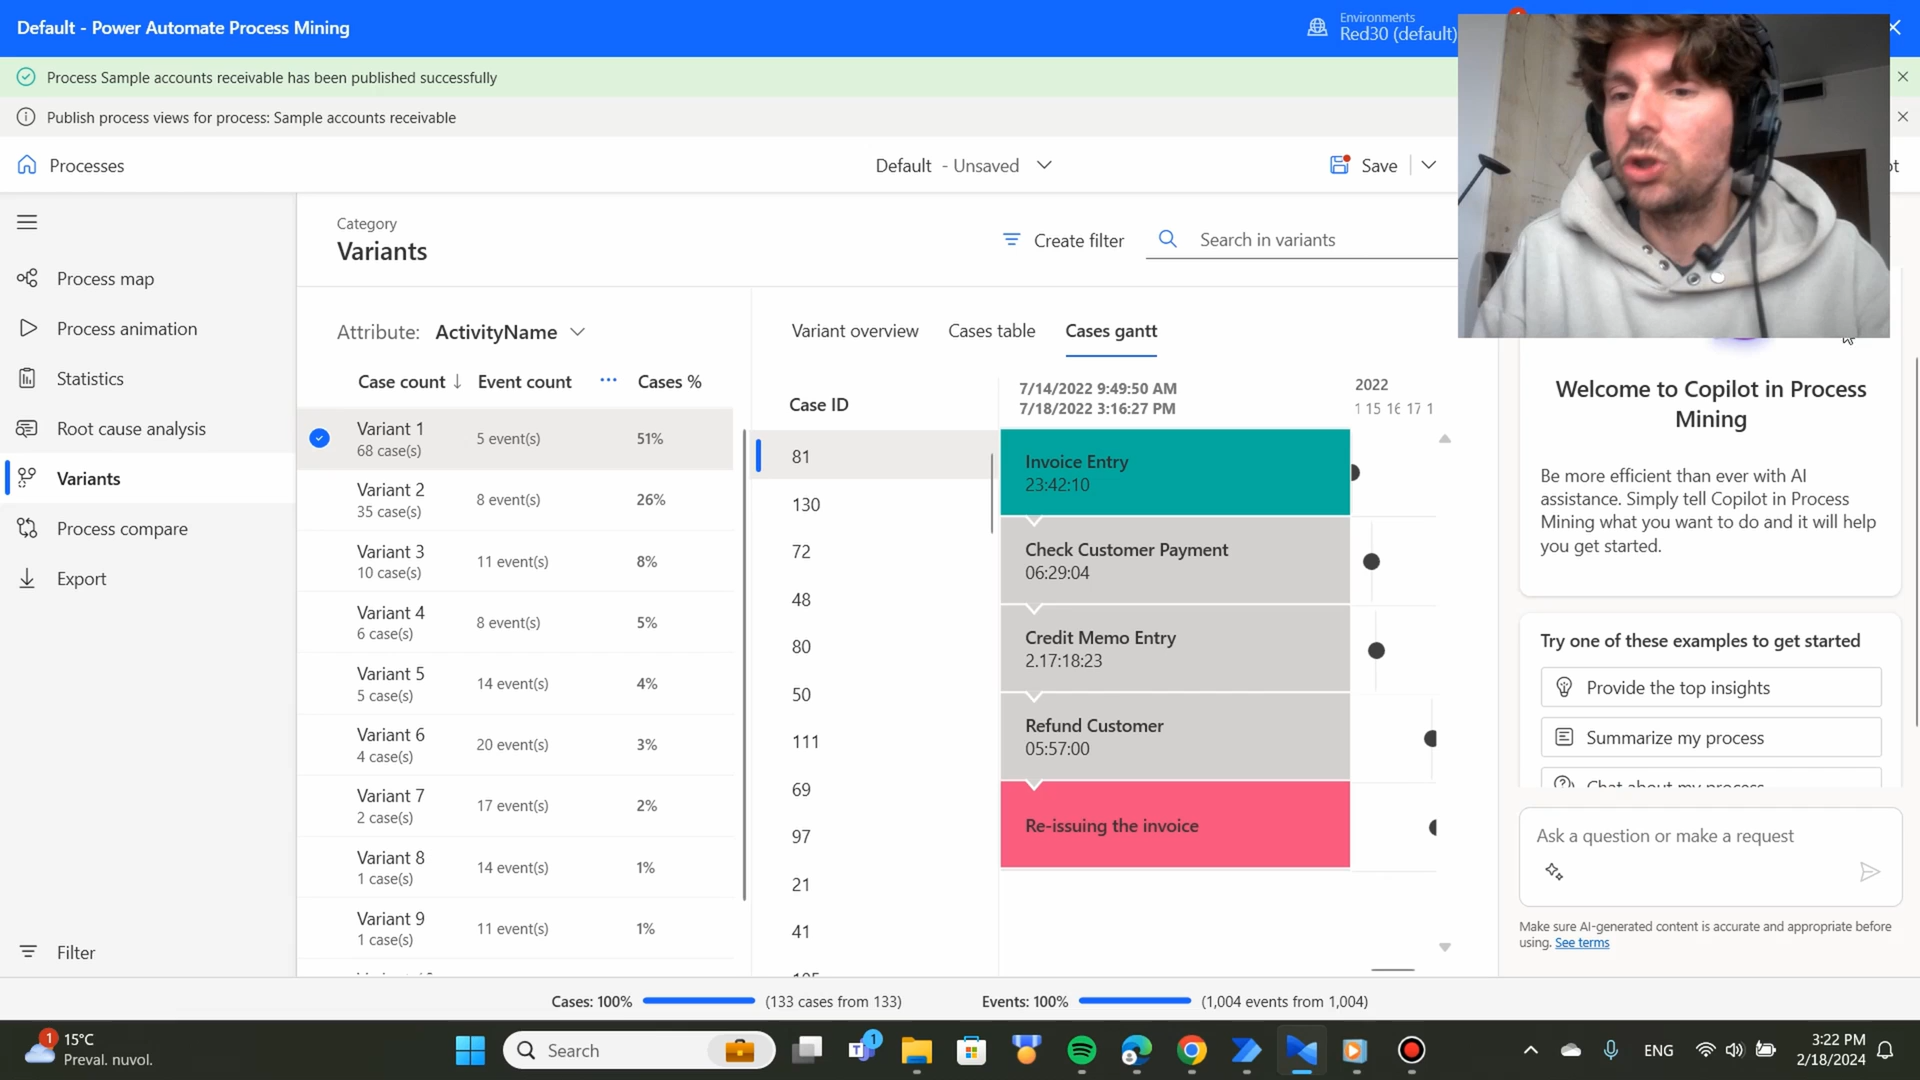 Default - Power Automate Process Mining
Environments
Red30 (default)
Process Sample accounts receivable has been published successfully
Publish process views for process: Sample accounts receivable
Processes
Default - Unsaved
Save
Category
Variants
Create filter
Search in variants
Process map
Process animation
Statistics
Root cause analysis
Variants
Process compare
Export
Filter
Attribute: ActivityName
Case count ↓ Event count ··· Cases %
Variant 1
68 case(s)
5 event(s)
51%
Variant 2
35 case(s)
8 event(s)
26%
Variant 3
10 case(s)
11 event(s)
8%
Variant 4
6 case(s)
8 event(s)
5%
Variant 5
5 case(s)
14 event(s)
4%
Variant 6
4 case(s)
20 event(s)
3%
Variant 7
2 case(s)
17 event(s)
2%
Variant 8
1 case(s)
14 event(s)
1%
Variant 9
1 case(s)
11 event(s)
1%
Variant overview
Cases table
Cases gantt
Case ID
81
130
72
48
80
50
111
69
97
21
41
7/14/2022 9:49:50 AM
7/18/2022 3:16:27 PM
2022
1 15 16 17 1
Invoice Entry
23:42:10
Check Customer Payment
06:29:04
Credit Memo Entry
2.17:18:23
Refund Customer
05:57:00
Re-issuing the invoice
Welcome to Copilot in Process
Mining
Be more efficient than ever with AI
assistance. Simply tell Copilot in Process
Mining what you want to do and it will help
you get started.
Try one of these examples to get started
Provide the top insights
Summarize my process
Chat about my process
Ask a question or make a request
Make sure AI-generated content is accurate and appropriate before
using. See terms
Cases: 100%
(133 cases from 133)
Events: 100%
(1,004 events from 1,004)
1
15°C
Preval. nuvol.
Search
1
ENG
3:22 PM
2/18/2024